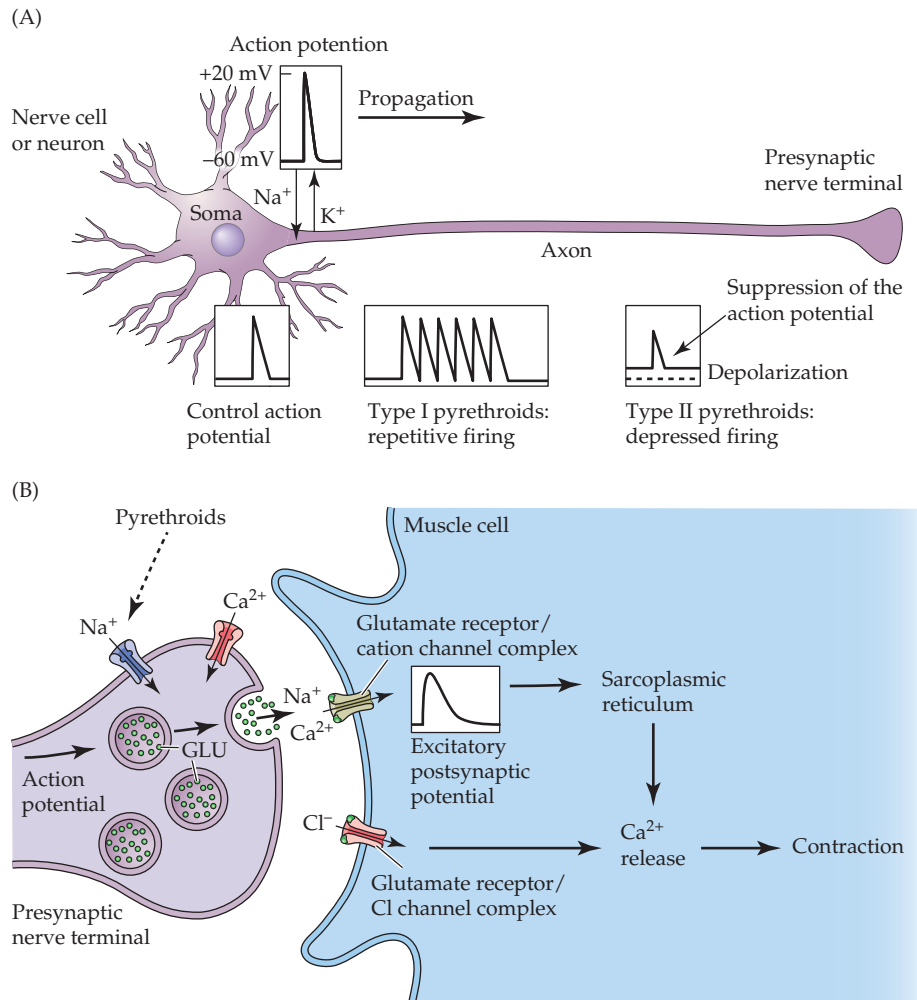 (A)
Action potention
+20 mV
Propagation
Nerve cell
or neuron
–60 mV
Presynaptic
nerve terminal
Na⁺
Soma
K⁺
Axon
Suppression of the
action potential
Depolarization
Control action
potential
Type I pyrethroids:
repetitive firing
Type II pyrethroids:
depressed firing
(B)
Pyrethroids
Muscle cell
Ca²⁺
Na⁺
Glutamate receptor/
cation channel complex
Na⁺
Ca²⁺
Sarcoplasmic
reticulum
GLU
Excitatory
postsynaptic
potential
Action
potential
Cl⁻
Ca²⁺
release
Contraction
Glutamate receptor/
Cl channel complex
Presynaptic
nerve terminal